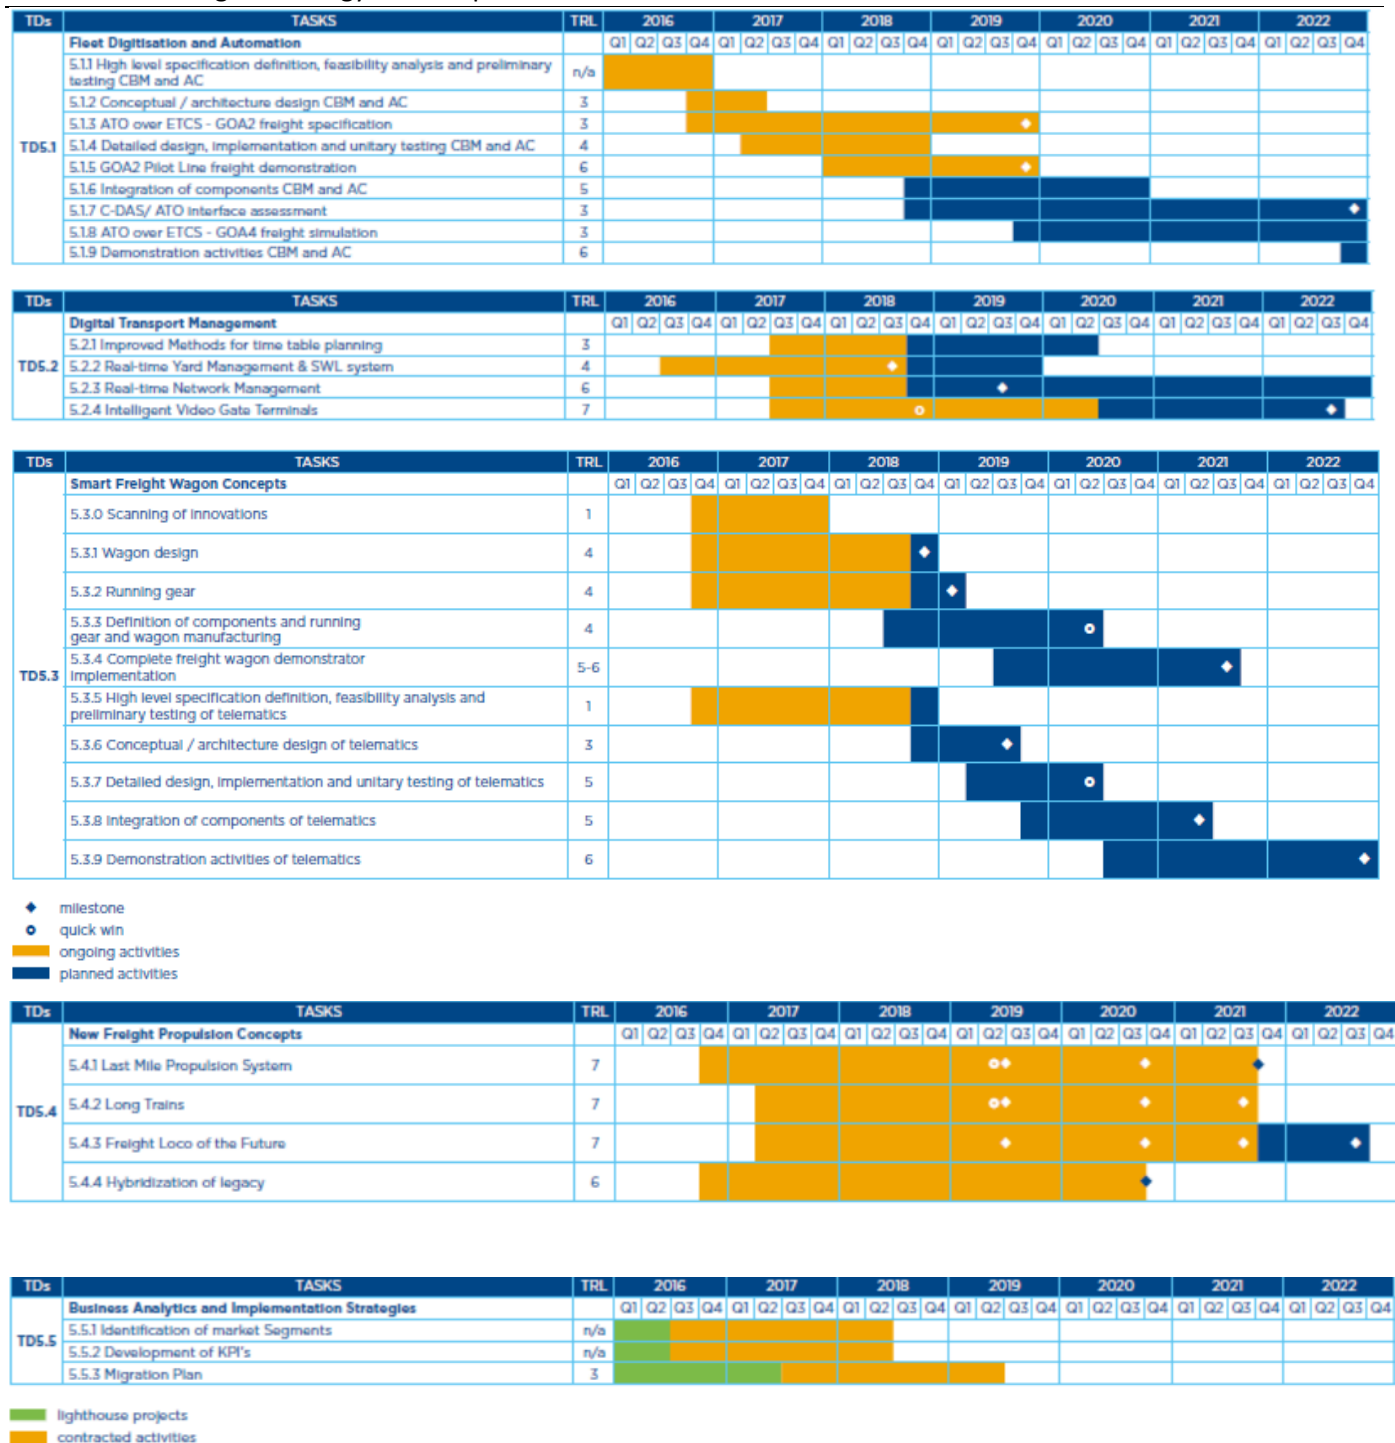 TDs TASKS TRL 2016 2017 2018 2019 2020 2021 2022
Fleet Digitisation and Automation Q1 Q2 Q3 Q4 Q1 Q2 Q3 Q4 Q1 Q2 Q3 Q4 Q1 Q2 Q3 Q4 Q1 Q2 Q3 Q4 Q1 Q2 Q3 Q4 Q1 Q2 Q3 Q4
5.1.1 High level specification definition, feasibility analysis and preliminary
testing CBM and AC n/a
5.1.2 Conceptual / architecture design CBM and AC 3
5.1.3 ATO over ETCS - GOA2 freight specification 3
TD5.1 5.1.4 Detailed design, implementation and unitary testing CBM and AC 4
5.1.5 GOA2 Pilot Line freight demonstration 6
5.1.6 Integration of components CBM and AC 5
5.1.7 C-DAS/ ATO interface assessment 3
5.1.8 ATO over ETCS - GOA4 freight simulation 3
5.1.9 Demonstration activities CBM and AC 6
TDs TASKS TRL 2016 2017 2018 2019 2020 2021 2022
Digital Transport Management Q1 Q2 Q3 Q4 Q1 Q2 Q3 Q4 Q1 Q2 Q3 Q4 Q1 Q2 Q3 Q4 Q1 Q2 Q3 Q4 Q1 Q2 Q3 Q4 Q1 Q2 Q3 Q4
5.2.1 Improved Methods for time table planning 3
TD5.2 5.2.2 Real-time Yard Management & SWL system 4
5.2.3 Real-time Network Management 6
5.2.4 Intelligent Video Gate Terminals 7
TDs TASKS TRL 2016 2017 2018 2019 2020 2021 2022
Smart Freight Wagon Concepts Q1 Q2 Q3 Q4 Q1 Q2 Q3 Q4 Q1 Q2 Q3 Q4 Q1 Q2 Q3 Q4 Q1 Q2 Q3 Q4 Q1 Q2 Q3 Q4 Q1 Q2 Q3 Q4
5.3.0 Scanning of innovations 1
5.3.1 Wagon design 4
5.3.2 Running gear 4
5.3.3 Definition of components and running
gear and wagon manufacturing 4
5.3.4 Complete freight wagon demonstrator
TD5.3 implementation 5-6
5.3.5 High level specification definition, feasibility analysis and
preliminary testing of telematics 1
5.3.6 Conceptual / architecture design of telematics 3
5.3.7 Detailed design, implementation and unitary testing of telematics 5
5.3.8 Integration of components of telematics 5
5.3.9 Demonstration activities of telematics 6
milestone
quick win
ongoing activities
planned activities
TDs TASKS TRL 2016 2017 2018 2019 2020 2021 2022
New Freight Propulsion Concepts Q1 Q2 Q3 Q4 Q1 Q2 Q3 Q4 Q1 Q2 Q3 Q4 Q1 Q2 Q3 Q4 Q1 Q2 Q3 Q4 Q1 Q2 Q3 Q4 Q1 Q2 Q3 Q4
5.4.1 Last Mile Propulsion System 7
TD5.4 5.4.2 Long Trains 7
5.4.3 Freight Loco of the Future 7
5.4.4 Hybridization of legacy 6
TDs TASKS TRL 2016 2017 2018 2019 2020 2021 2022
Business Analytics and Implementation Strategies Q1 Q2 Q3 Q4 Q1 Q2 Q3 Q4 Q1 Q2 Q3 Q4 Q1 Q2 Q3 Q4 Q1 Q2 Q3 Q4 Q1 Q2 Q3 Q4 Q1 Q2 Q3 Q4
TD5.5 5.5.1 Identification of market Segments n/a
5.5.2 Development of KPI's n/a
5.5.3 Migration Plan 3
lighthouse projects
contracted activities